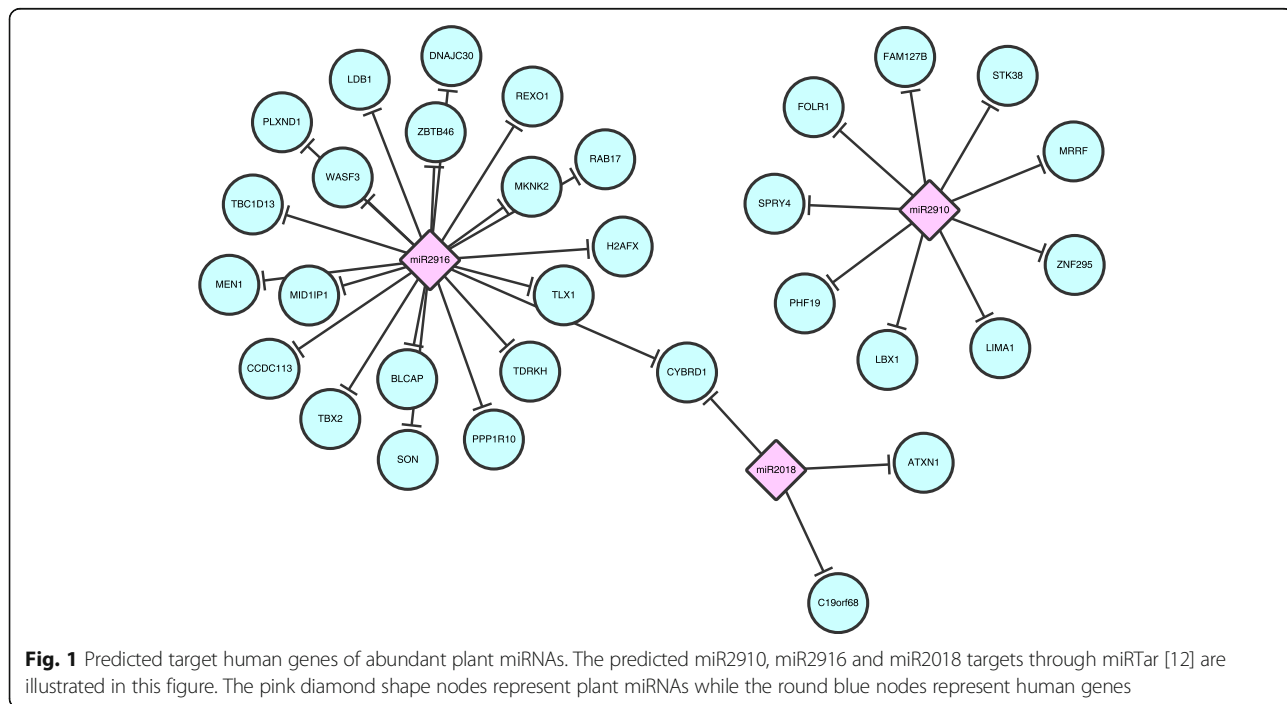 DNAJC30
LDB1
REXO1
PLXND1
ZBTB46
RAB17
WASF3
MKNK2
TBC1D13
H2AFX
miR2916
MEN1
MID1IP1
TLX1
CCDC113
BLCAP
TDRKH
CYBRD1
TBX2
PPP1R10
SON
FAM127B
STK38
FOLR1
MRRF
SPRY4
miR2910
ZNF295
PHF19
LBX1
LIMA1
miR2018
ATXN1
C19orf68
Fig. 1 Predicted target human genes of abundant plant miRNAs. The predicted miR2910, miR2916 and miR2018 targets through miRTar [12] are
illustrated in this figure. The pink diamond shape nodes represent plant miRNAs while the round blue nodes represent human genes